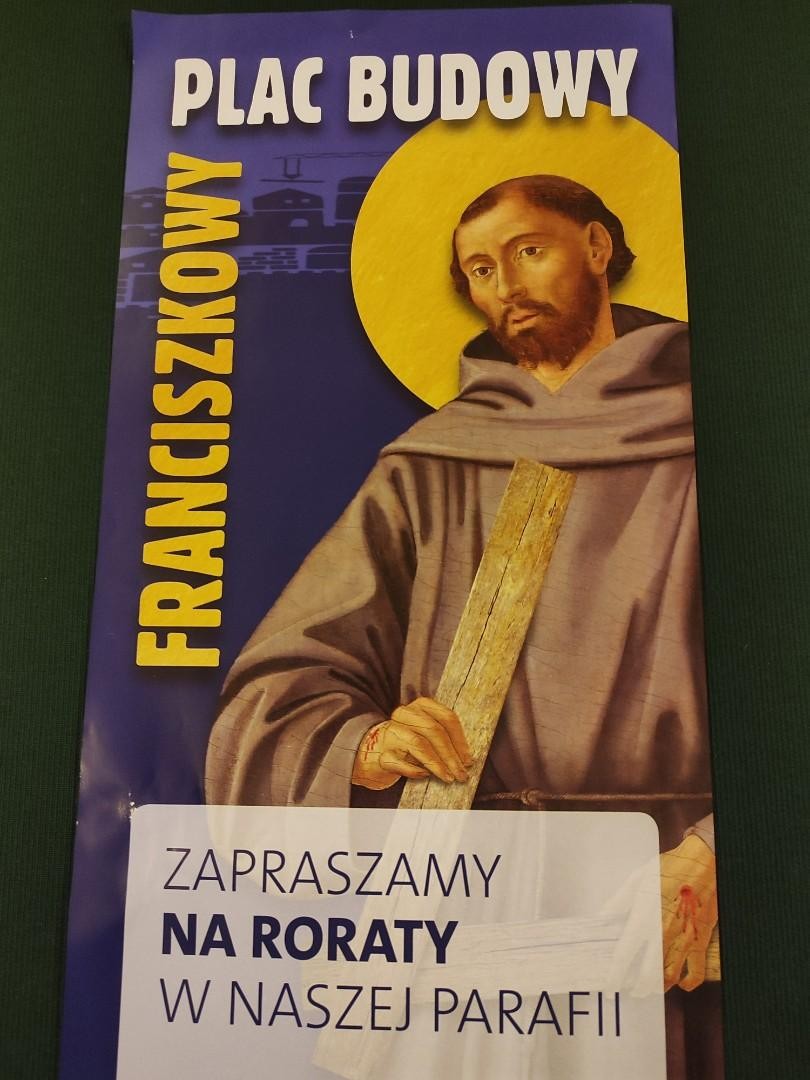 PLAC BUDOWY
FRANCISZKOWY
ZAPRASZAMY
NA RORATY
W NASZEJ PARAFII